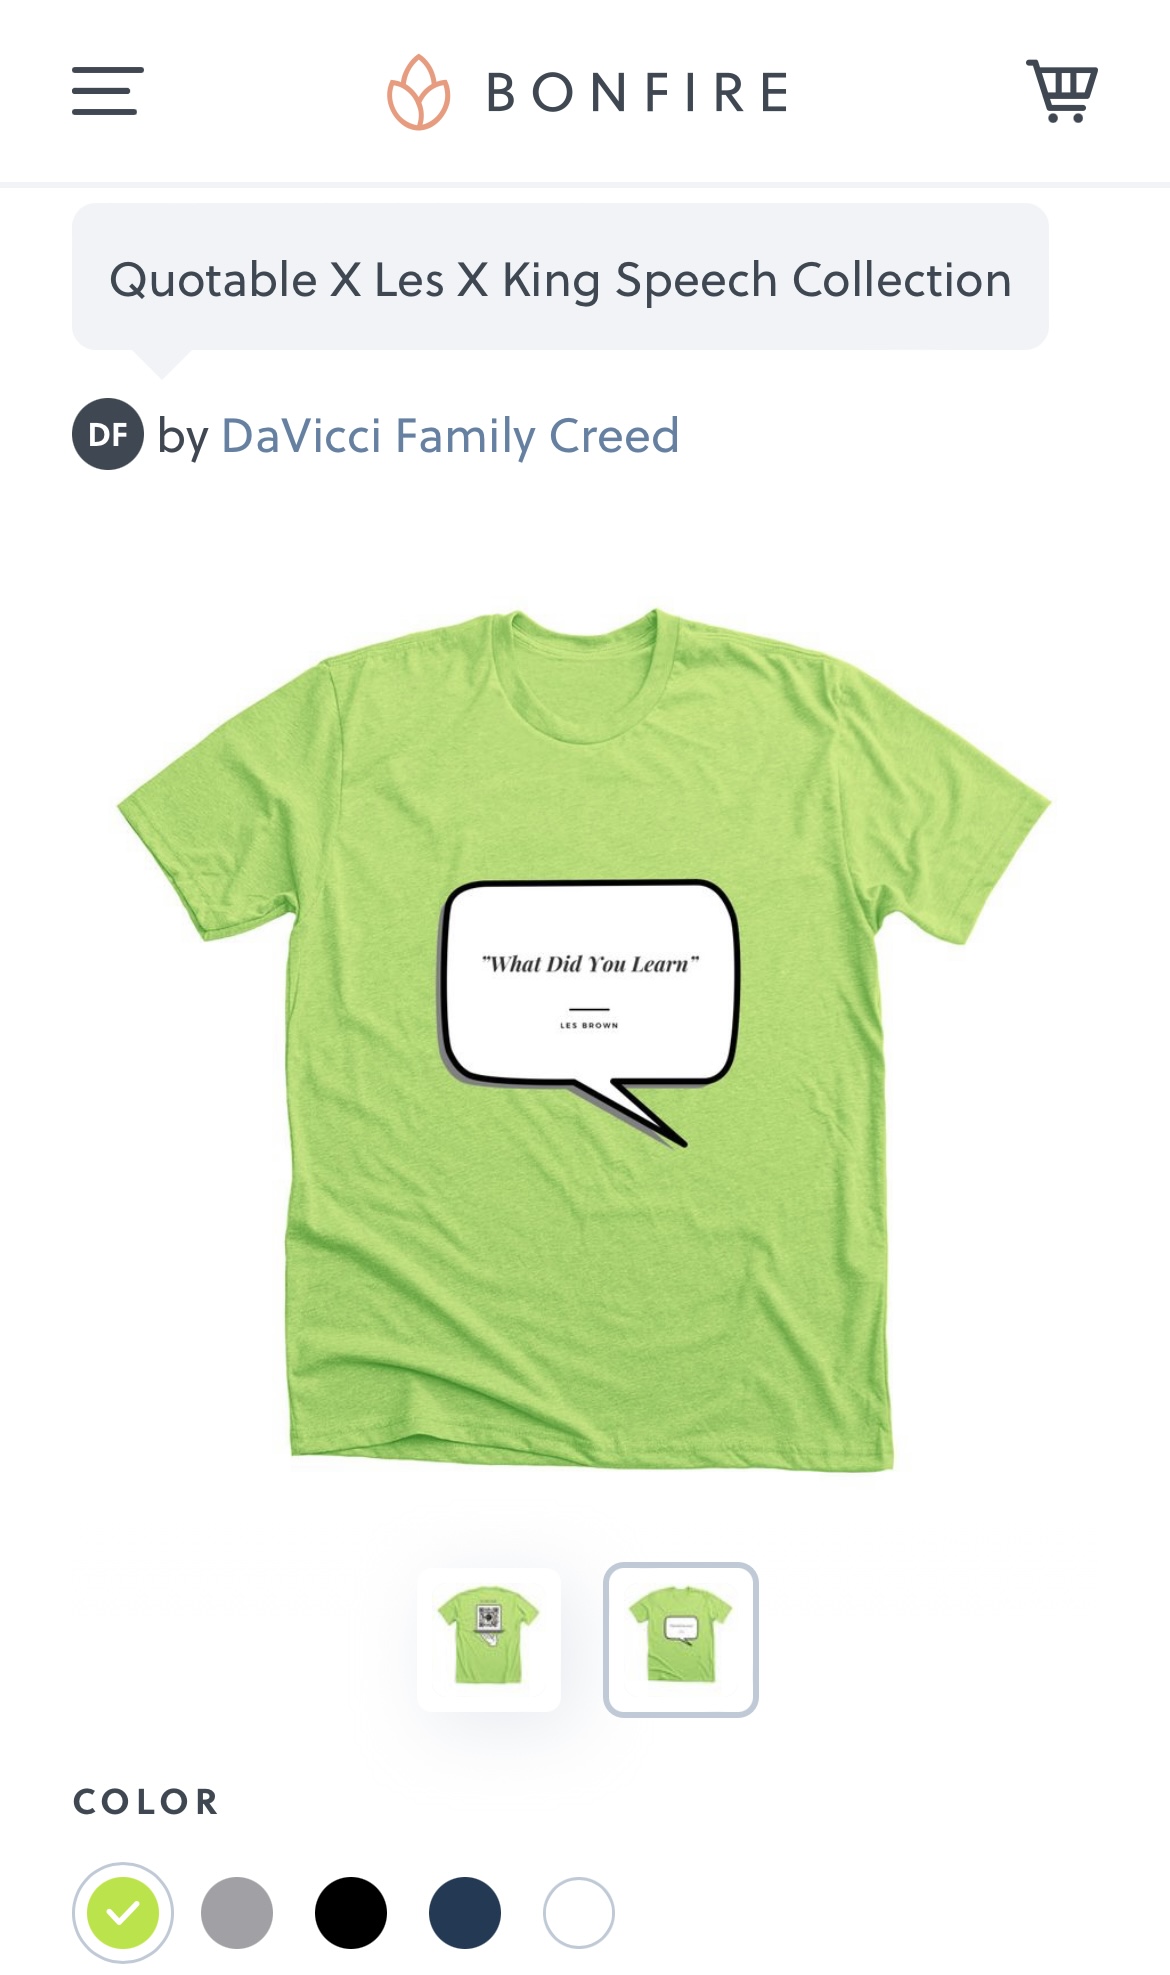 BONFIRE
Quotable X Les X King Speech Collection
DF by DaVicci Family Creed
”What Did You Learn”
LES BROWN
COLOR